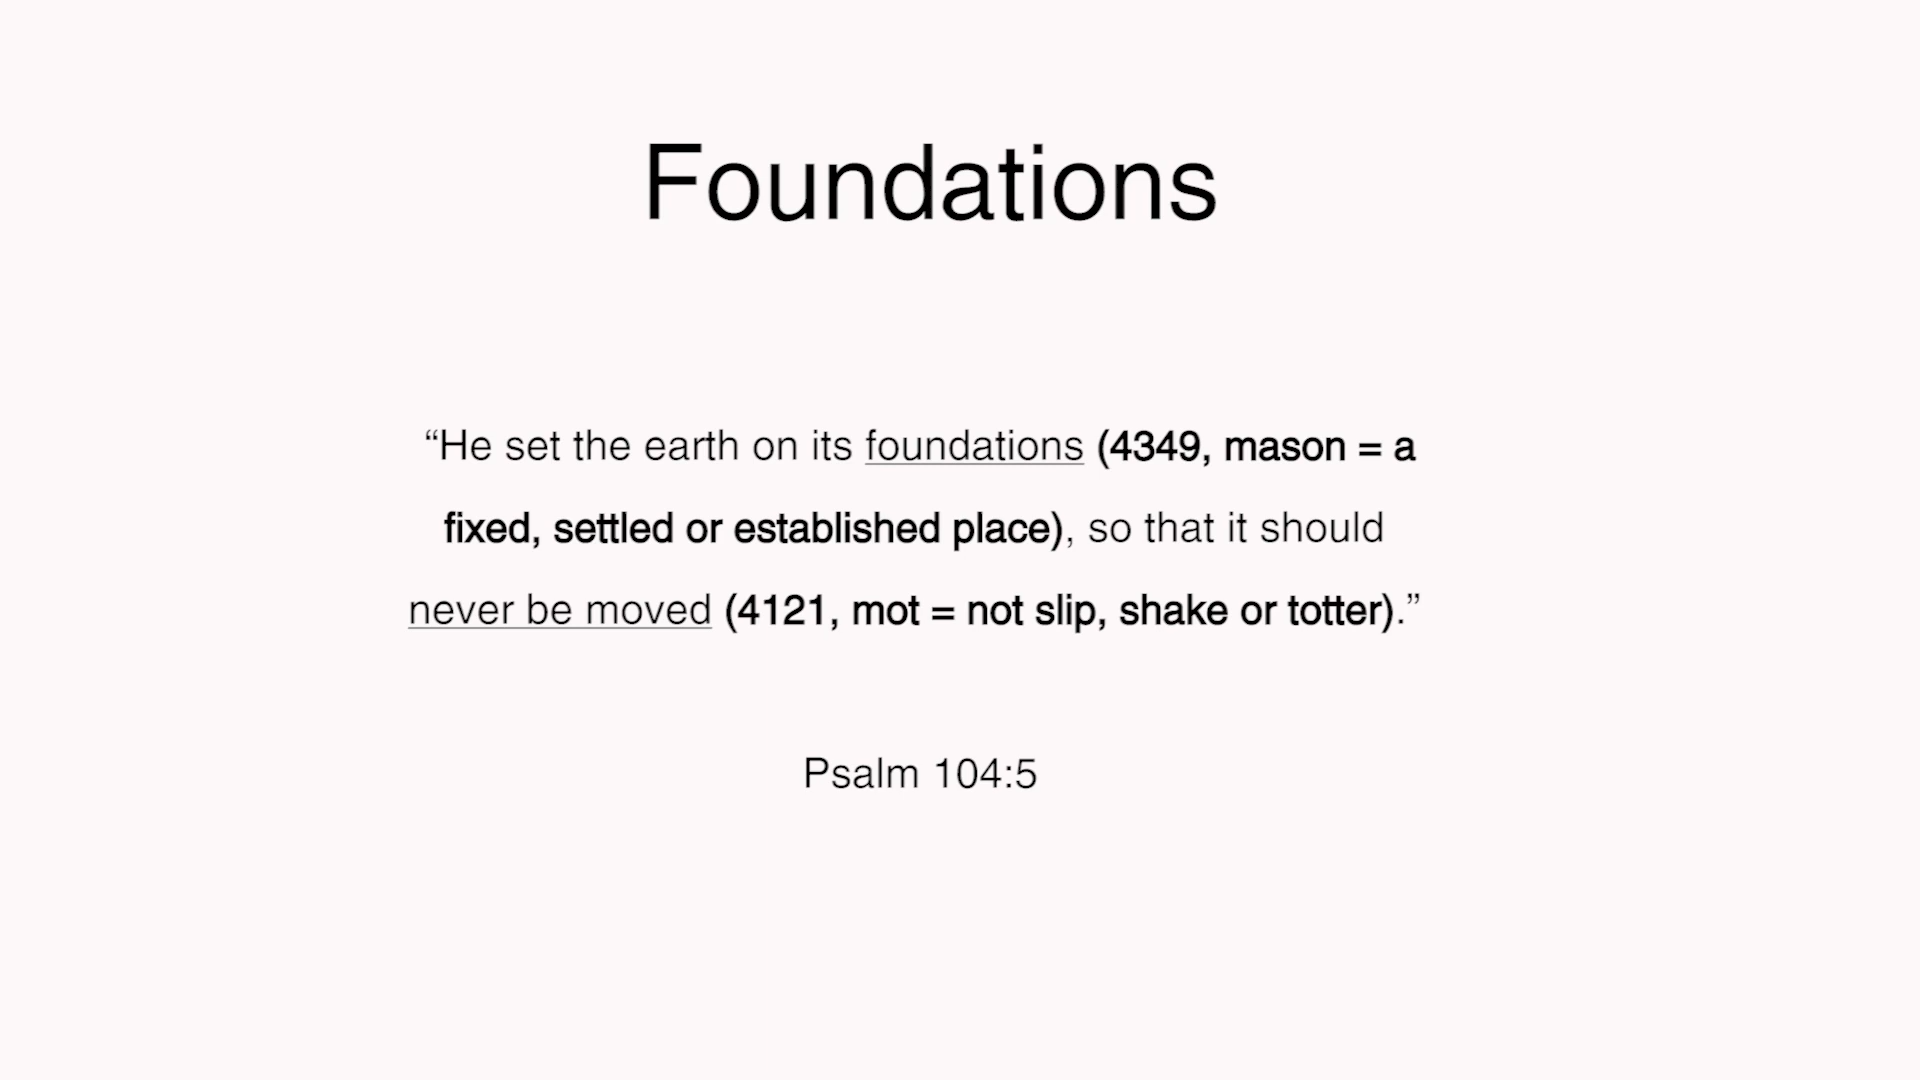 Foundations
“He set the earth on its foundations (4349, mason = a
fixed, settled or established place), so that it should
never be moved (4121, mot = not slip, shake or totter).”
Psalm 104:5